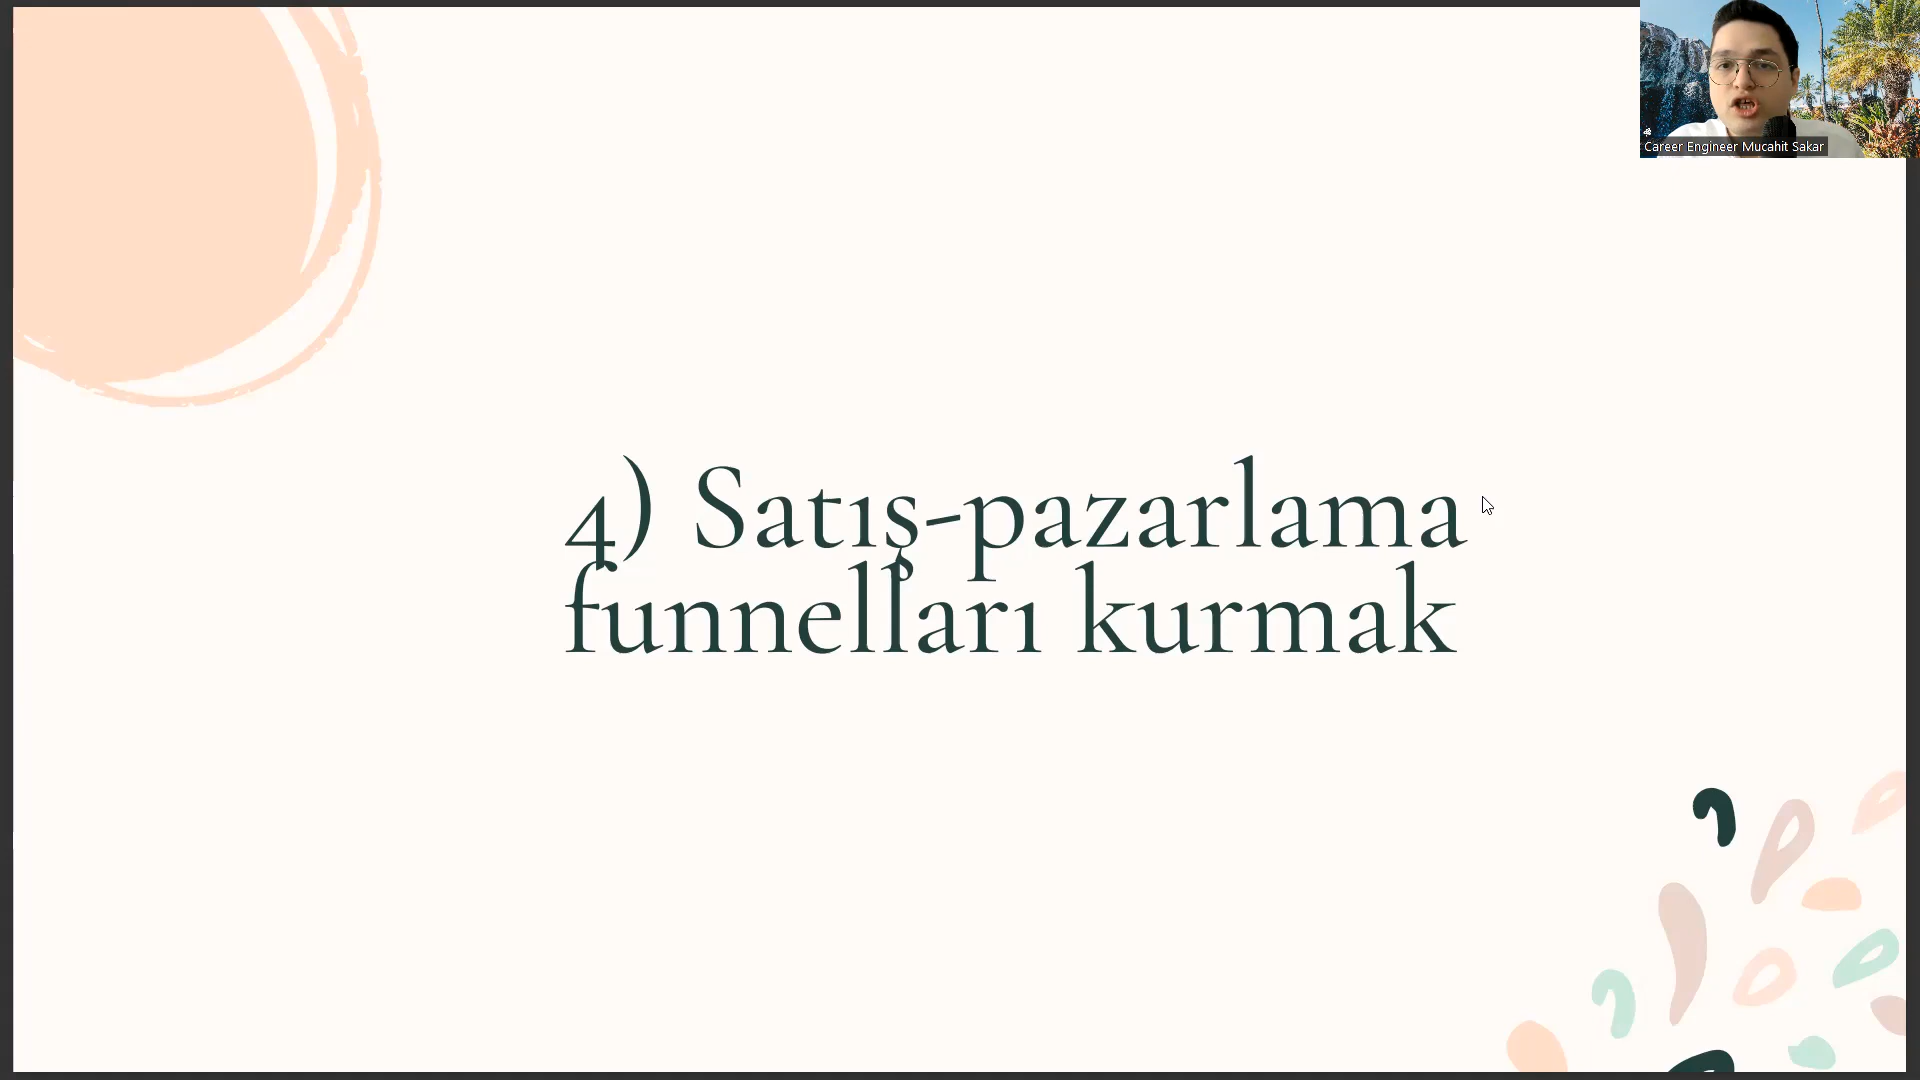 Career Engineer Mucahit Sakar
4) Satış-pazarlama
funnelları kurmak